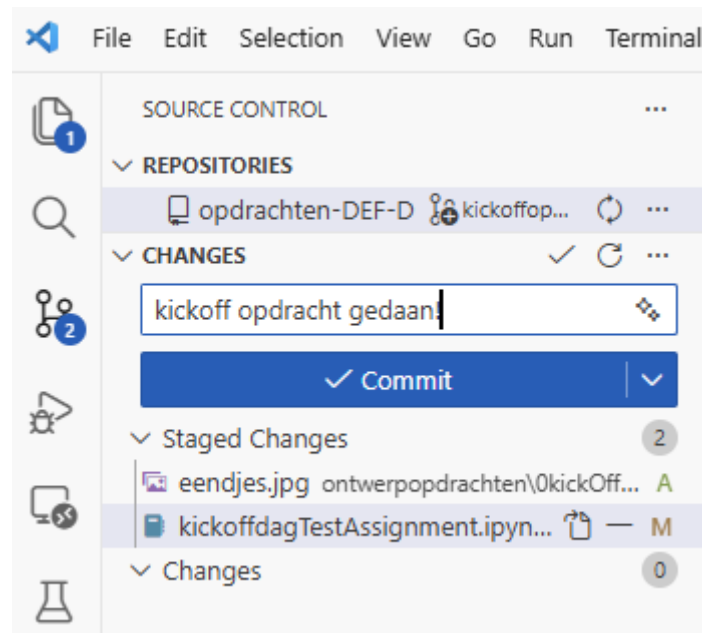 File Edit Selection View Go Run Terminal
SOURCE CONTROL ...
1
REPOSITORIES
opdrachten-DEF-D kickoffop... ...
CHANGES ...
kickoff opdracht gedaan!
2
Commit
Staged Changes 2
eendjes.jpg ontwerpopdrachten\0kickOff... A
kickoffdagTestAssignment.ipyn... M
Changes 0